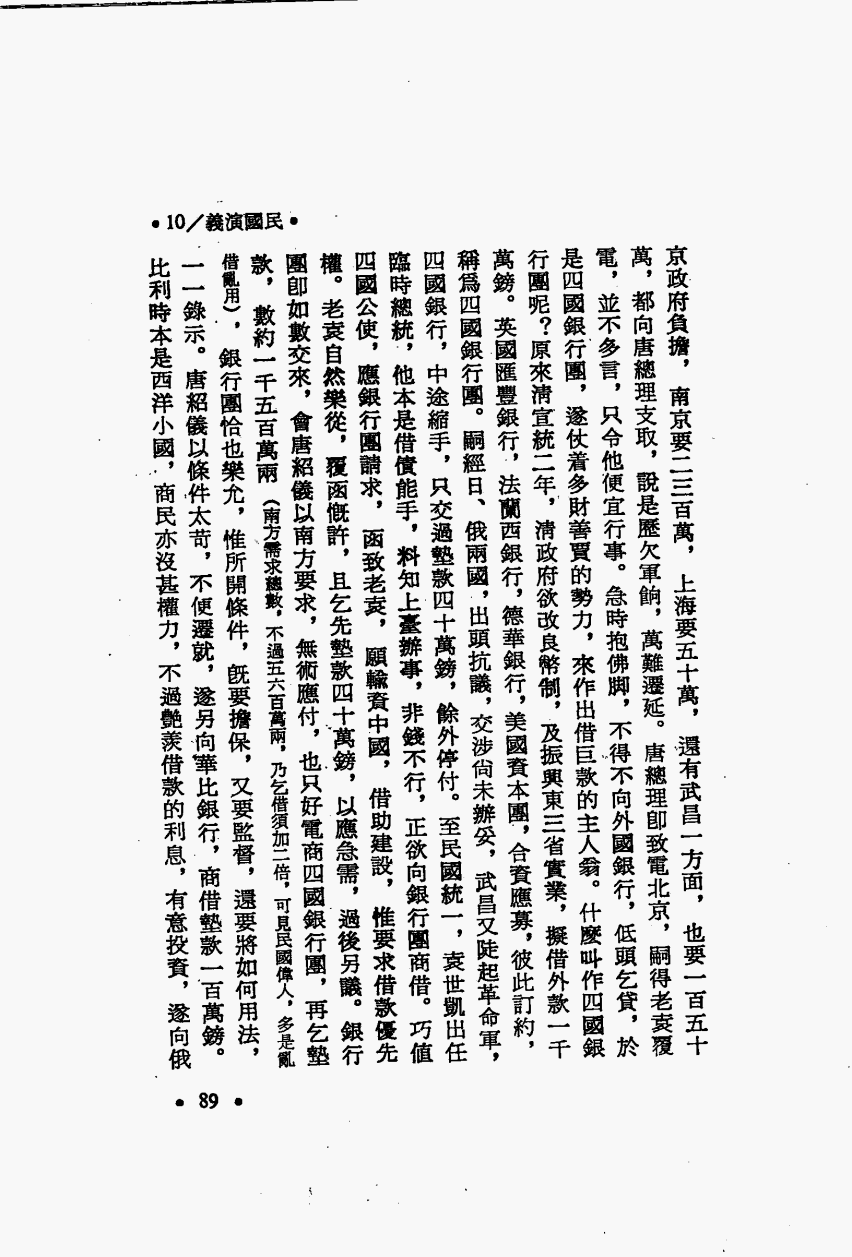 •10／義演國民•
京政府負擔，南京要二三百萬，上海要五十萬，還有武昌一方面，也要一百五十
萬，都向唐總理支取，說是歷欠軍餉，萬難遷延。唐總理卽致電北京，嗣得老袁覆
電，並不多言，只令他便宜行事。急時抱佛脚，不得不向外國銀行，低頭乞貸，於
是四國銀行團，遂仗着多財善賈的勢力，來作出借巨款的主人翁。什麼叫作四國銀
行團呢？原來淸宣統二年，淸政府欲改良幣制，及振興東三省實業，擬借外款一千
萬鎊。英國匯豐銀行，法蘭西銀行，德華銀行，美國資本團，合資應募，彼此訂約，
稱爲四國銀行團。嗣經日、俄兩國，出頭抗議，交涉尙未辦妥，武昌又陡起革命軍，
四國銀行，中途縮手，只交過墊款四十萬鎊，餘外停付。至民國統一，袁世凱出任
臨時總統，他本是借債能手，料知上臺辦事，非錢不行，正欲向銀行團商借。巧值
四國公使，應銀行團請求，函致老袁，願輸資中國，借助建設，惟要求借款優先
權。老袁自然樂從，覆函慨許，且乞先墊款四十萬鎊，以應急需，過後另議。銀行
團卽如數交來，會唐紹儀以南方要求，無術應付，也只好電商四國銀行團，再乞墊
款，數約一千五百萬兩（南方需求總數，不過五六百萬兩，乃乞借須加二倍，可見民國偉人，多是亂
借亂用），銀行團恰也樂允，惟所開條件，旣要擔保，又要監督，還要將如何用法，
一一錄示。唐紹儀以條件太苛，不便遷就，遂另向華比銀行，商借墊款一百萬鎊。
比利時本是西洋小國，商民亦沒甚權力，不過艷羨借款的利息，有意投資，遂向俄
• 89 •